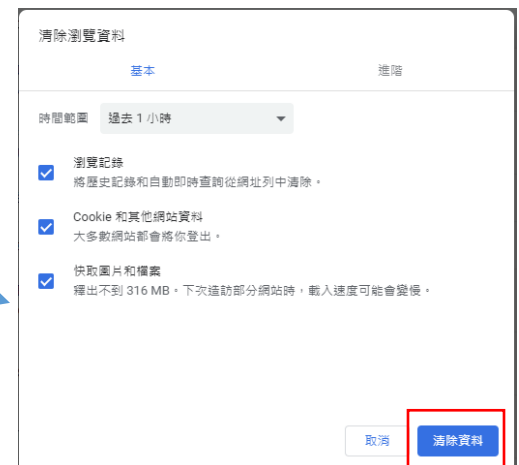 清除瀏覽資料
基本
進階
時間範圍 過去 1 小時
瀏覽記錄
將歷史記錄和自動即時查詢從網址列中清除。
Cookie 和其他網站資料
大多數網站都會將你登出。
快取圖片和檔案
釋出不到 316 MB。下次造訪部分網站時，載入速度可能會變慢。
取消
清除資料